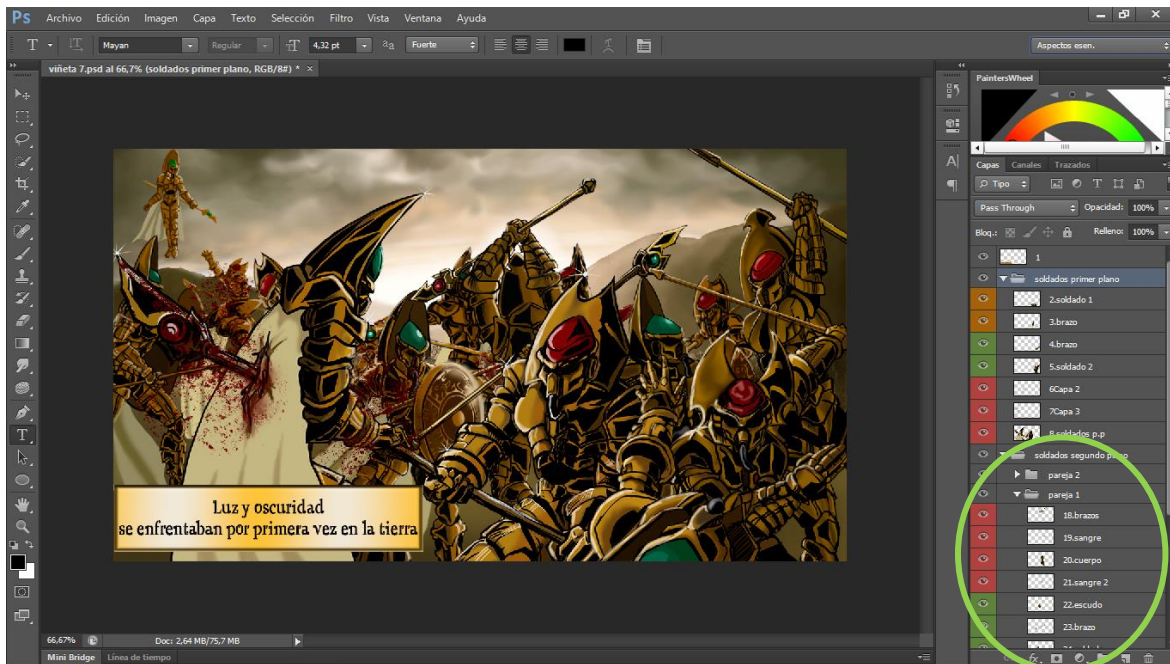 Ps Archivo Edición Imagen Capa Texto Selección Filtro Vista Ventana Ayuda
T Mayan Regular 4,32 pt Fuerte Aspectos esen.
viñeta 7.psd al 66,7% (soldados primer plano, RGB/8#) * ×
PaintersWheel
Capas Canales Trazados
Tipo
Pass Through Opacidad: 100%
Bloq.: Relleno: 100%
1
soldados primer plano
2.soldado 1
3.brazo
4.brazo
5.soldado 2
6Capa 2
7Capa 3
8.soldados p.p
soldados segundo plano
pareja 2
pareja 1
18.brazos
19.sangre
20.cuerpo
21.sangre 2
22.escudo
23.brazo
Luz y oscuridad
se enfrentaban por primera vez en la tierra
66,67% Doc: 2,64 MB/75,7 MB
Mini Bridge Línea de tiempo